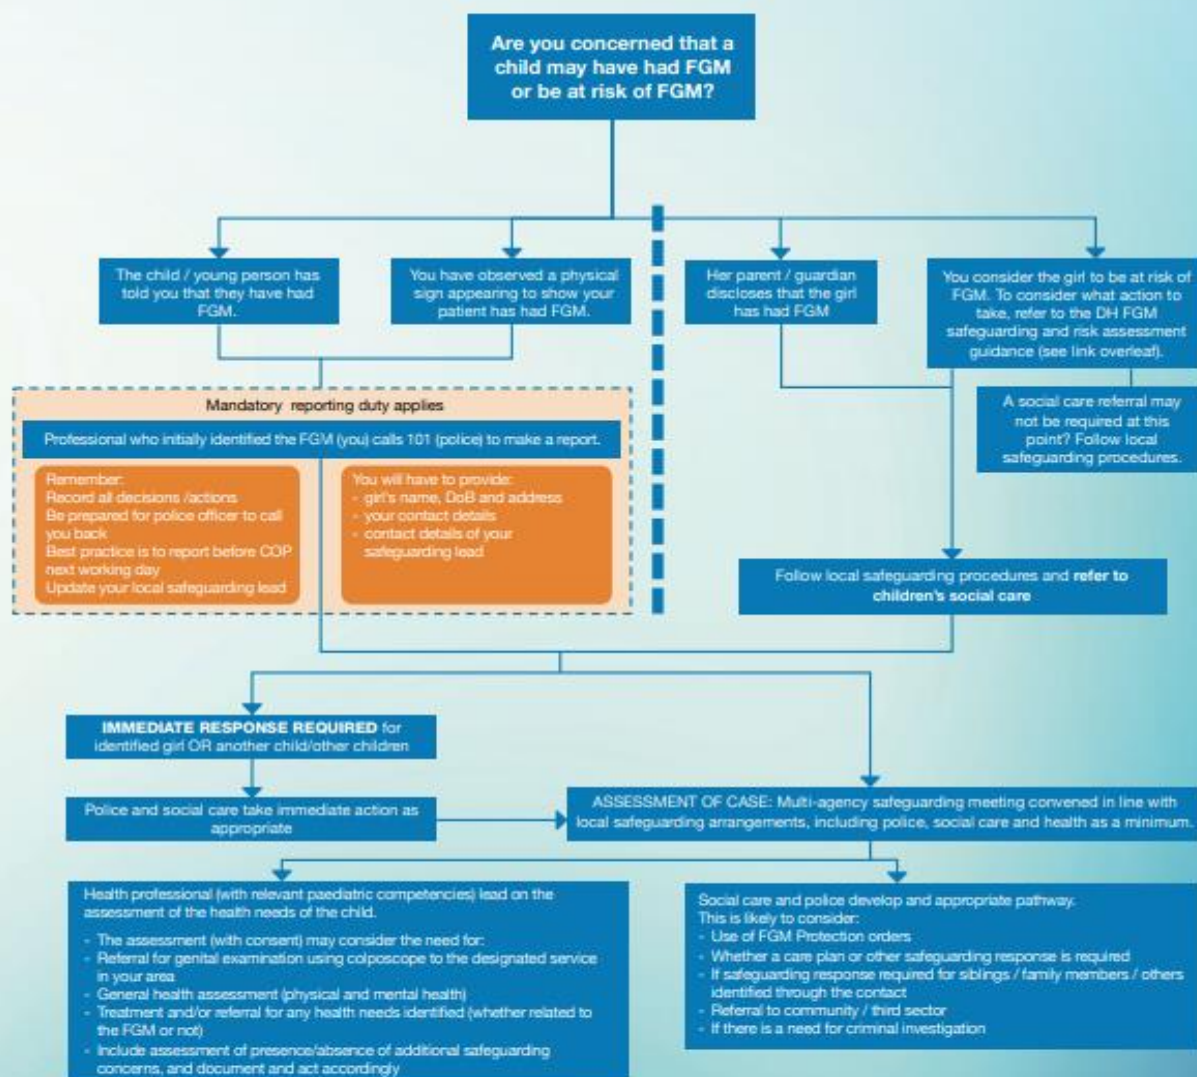 Are you concerned that a
child may have had FGM
or be at risk of FGM?
The child / young person has
told you that they have had
FGM.
You have observed a physical
sign appearing to show your
patient has had FGM.
Her parent / guardian
discloses that the girl
has had FGM
You consider the girl to be at risk of
FGM. To consider what action to
take, refer to the DH FGM
safeguarding and risk assessment
guidance (see link overleaf).
A social care referral may
not be required at this
point? Follow local
safeguarding procedures.
Mandatory reporting duty applies
Professional who initially identified the FGM (you) calls 101 (police) to make a report.
Remember:
Record all decisions /actions
Be prepared for police officer to call
you back
Best practice is to report before COP
next working day
Update your local safeguarding lead
You will have to provide:
- girl's name, DoB and address
- your contact details
- contact details of your
safeguarding lead
Follow local safeguarding procedures and refer to
children's social care
IMMEDIATE RESPONSE REQUIRED for
identified girl OR another child/other children
Police and social care take immediate action as
appropriate
ASSESSMENT OF CASE: Multi-agency safeguarding meeting convened in line with
local safeguarding arrangements, including police, social care and health as a minimum.
Health professional (with relevant paediatric competencies) lead on the
assessment of the health needs of the child.
- The assessment (with consent) may consider the need for:
- Referral for genital examination using colposcope to the designated service
in your area
- General health assessment (physical and mental health)
- Treatment and/or referral for any health needs identified (whether related to
the FGM or not)
- Include assessment of presence/absence of additional safeguarding
concerns, and document and act accordingly
Social care and police develop and appropriate pathway.
This is likely to consider:
- Use of FGM Protection orders
- Whether a care plan or other safeguarding response is required
- If safeguarding response required for siblings / family members / others
identified through the contact
- Referral to community / third sector
- If there is a need for criminal investigation